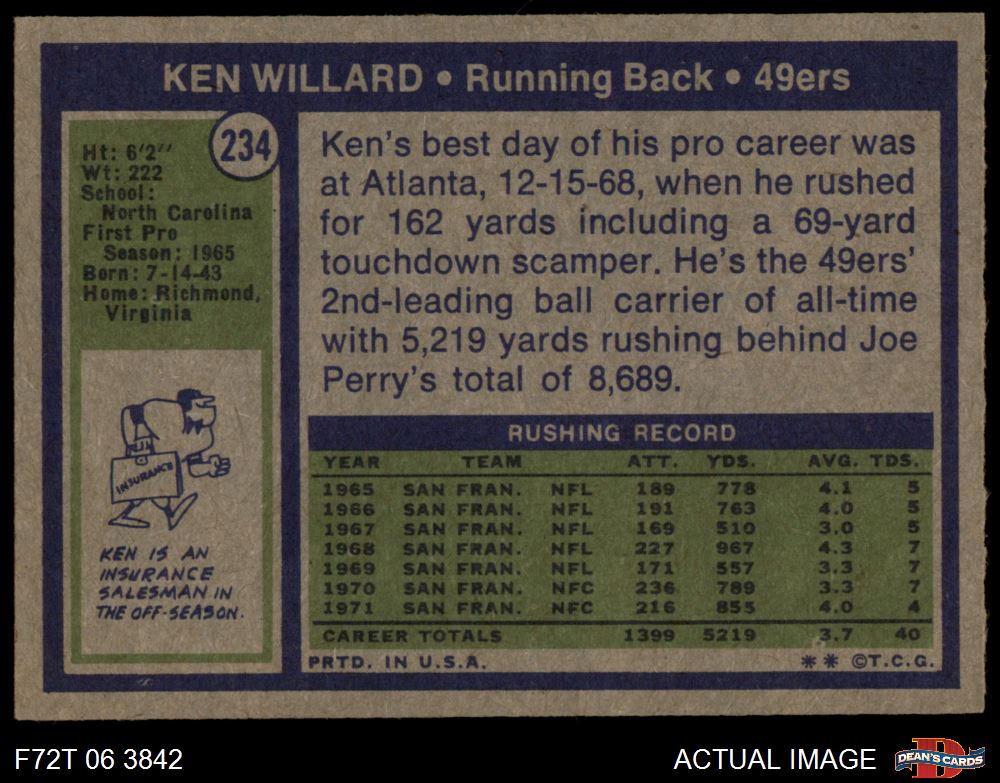 KEN WILLARD • Running Back • 49ers
234
Ht: 6'2"
Wt: 222
School:
North Carolina
First Pro
Season: 1965
Born: 7-14-43
Home: Richmond,
Virginia
Ken's best day of his pro career was
at Atlanta, 12-15-68, when he rushed
for 162 yards including a 69-yard
touchdown scamper. He's the 49ers'
2nd-leading ball carrier of all-time
with 5,219 yards rushing behind Joe
Perry's total of 8,689.
INSURANCE
KEN IS AN
INSURANCE
SALESMAN IN
THE OFF-SEASON.
RUSHING RECORD
YEAR TEAM ATT. YDS. AVG. TDS.
1965 SAN FRAN. NFL 189 778 4.1 5
1966 SAN FRAN. NFL 191 763 4.0 5
1967 SAN FRAN. NFL 169 510 3.0 5
1968 SAN FRAN. NFL 227 967 4.3 7
1969 SAN FRAN. NFL 171 557 3.3 7
1970 SAN FRAN. NFC 236 789 3.3 7
1971 SAN FRAN. NFC 216 855 4.0 4
CAREER TOTALS 1399 5219 3.7 40
PRTD. IN U.S.A. ** ©T.C.G.
F72T 06 3842
ACTUAL IMAGE
D
DEAN'S CARDS